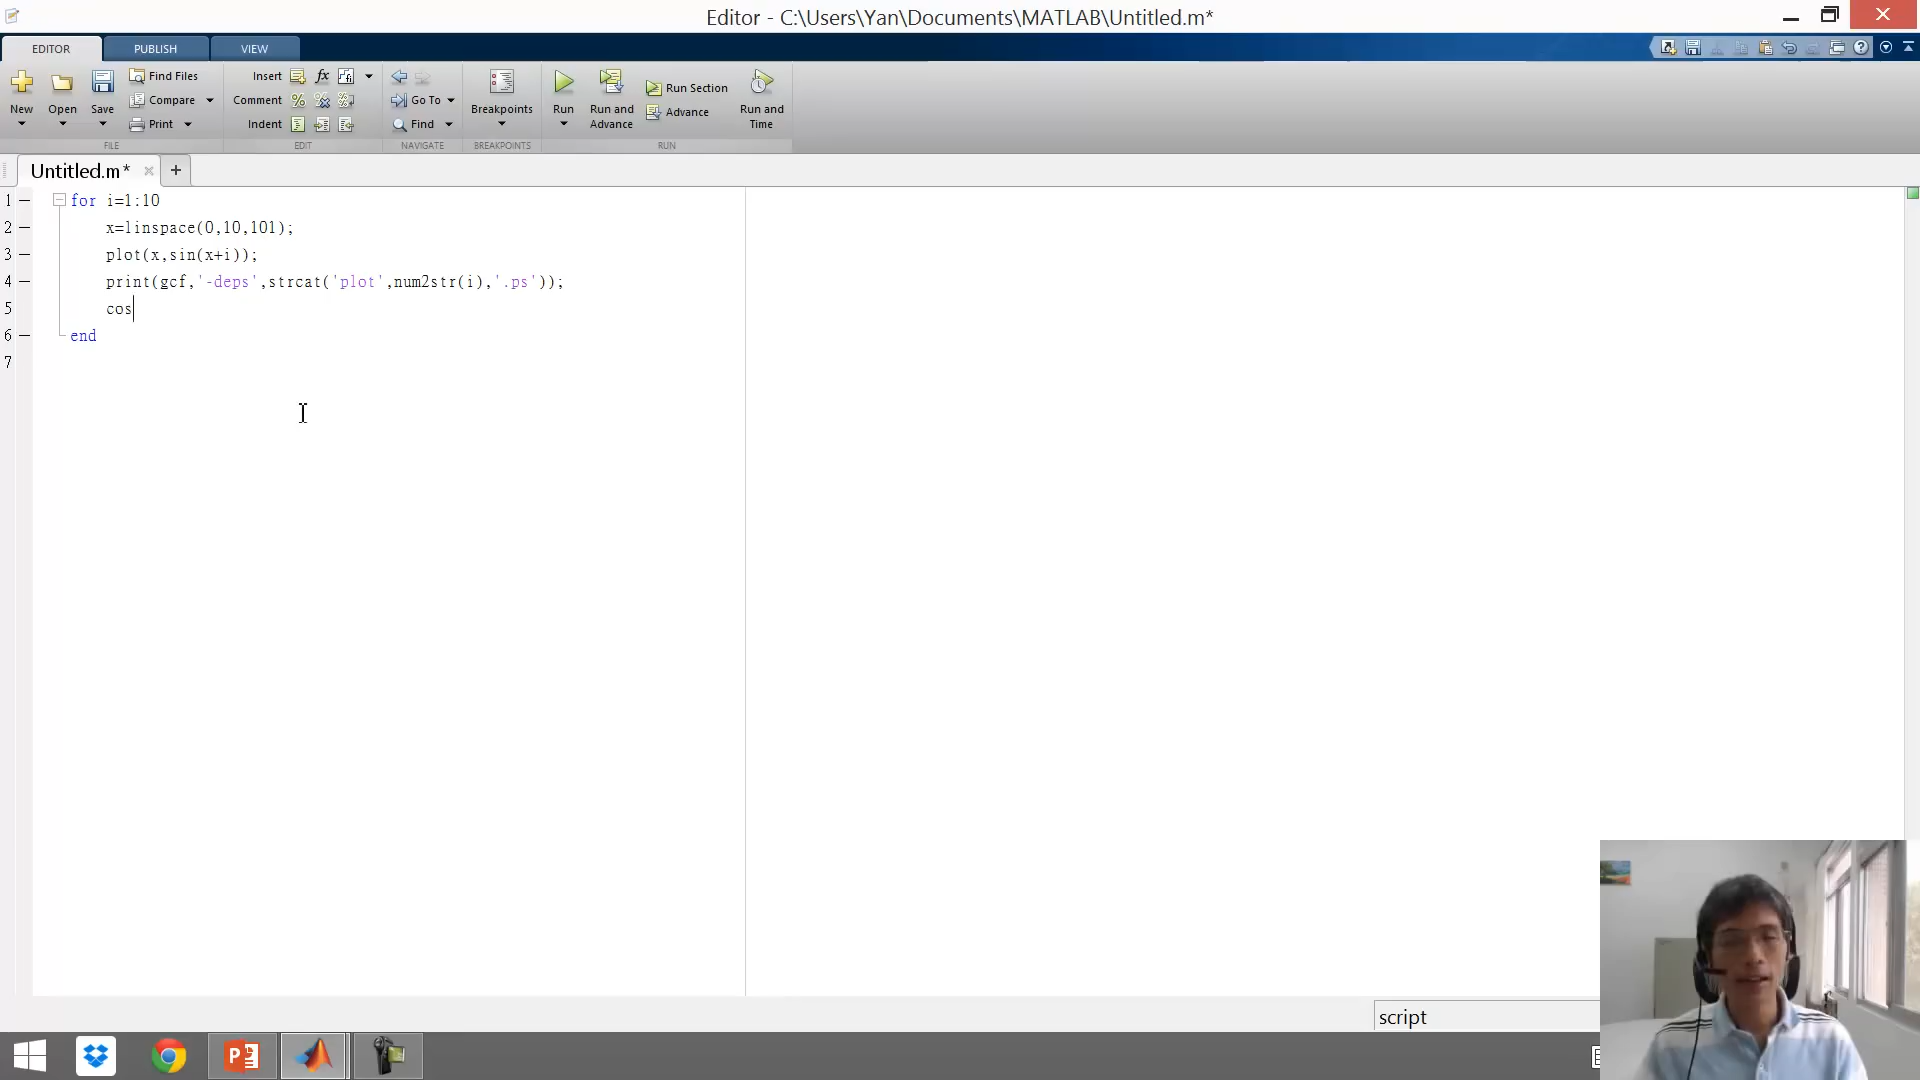 Editor - C:\Users\Yan\Documents\MATLAB\Untitled.m*
EDITOR PUBLISH VIEW
New Open Save Find Files Compare Print
FILE
Insert fx
Comment
Indent
EDIT
Go To
Find
NAVIGATE
Breakpoints
BREAKPOINTS
Run Run and Advance Run Section Advance Run and Time
RUN
Untitled.m* × +
1 for i=1:10
2 x=linspace(0,10,101);
3 plot(x,sin(x+i));
4 print(gcf,'-deps',strcat('plot',num2str(i),'.ps'));
5 cos
6 end
7
script